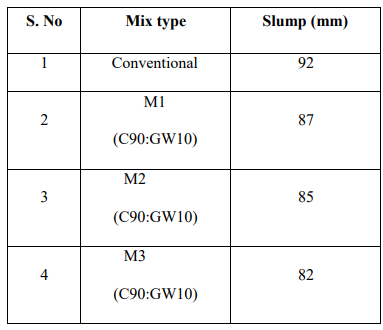 S. No Mix type Slump (mm)
1 Conventional 92
2 M1 (C90:GW10) 87
3 M2 (C90:GW10) 85
4 M3 (C90:GW10) 82